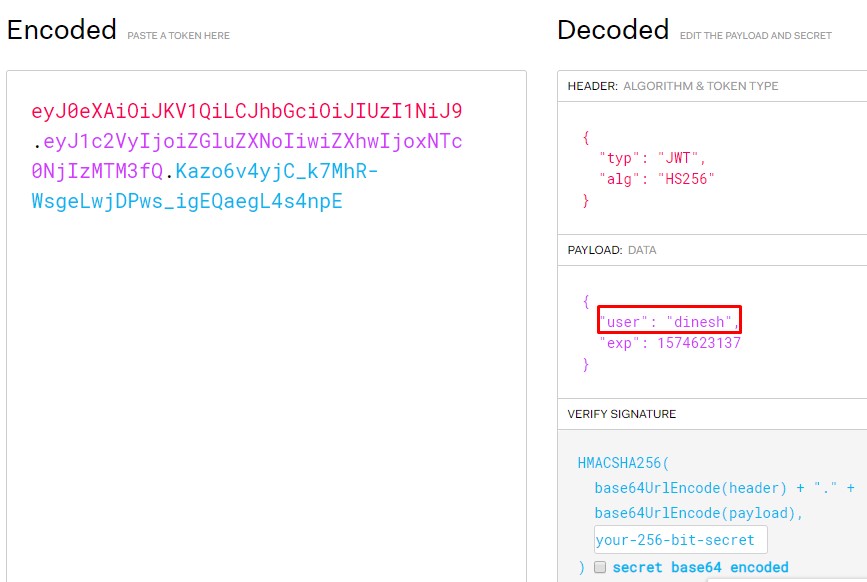 Encoded PASTE A TOKEN HERE
eyJ0eXAiOiJKV1QiLCJhbGciOiJIUzI1NiJ9
.eyJ1c2VyIjoiZGluZXNoIiwiZXhwIjoxNTc
0NjIzMTM3fQ.Kazo6v4yjC_k7MhR-
WsgeLwjDPws_igEQaegL4s4npE
Decoded EDIT THE PAYLOAD AND SECRET
HEADER: ALGORITHM & TOKEN TYPE
{
"typ": "JWT",
"alg": "HS256"
}
PAYLOAD: DATA
{
"user": "dinesh",
"exp": 1574623137
}
VERIFY SIGNATURE
HMACSHA256(
base64UrlEncode(header) + "." +
base64UrlEncode(payload),
your-256-bit-secret
) secret base64 encoded